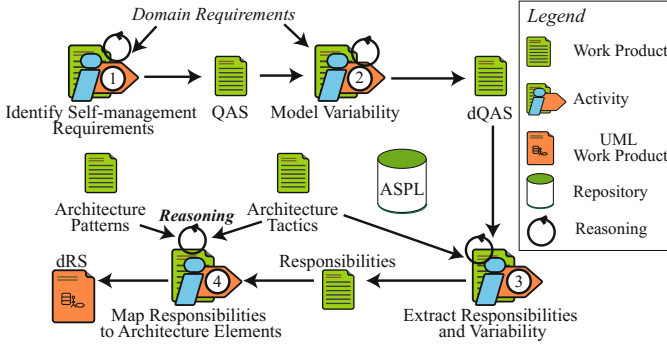 Domain Requirements
Legend
Work Product
Activity
UML
Work Product
Repository
Reasoning
1
2
Identify Self-management
Requirements
QAS
Model Variability
dQAS
ASPL
Architecture
Patterns
Reasoning
Architecture
Tactics
dRS
4
Responsibilities
3
Map Responsibilities
to Architecture Elements
Extract Responsibilities
and Variability